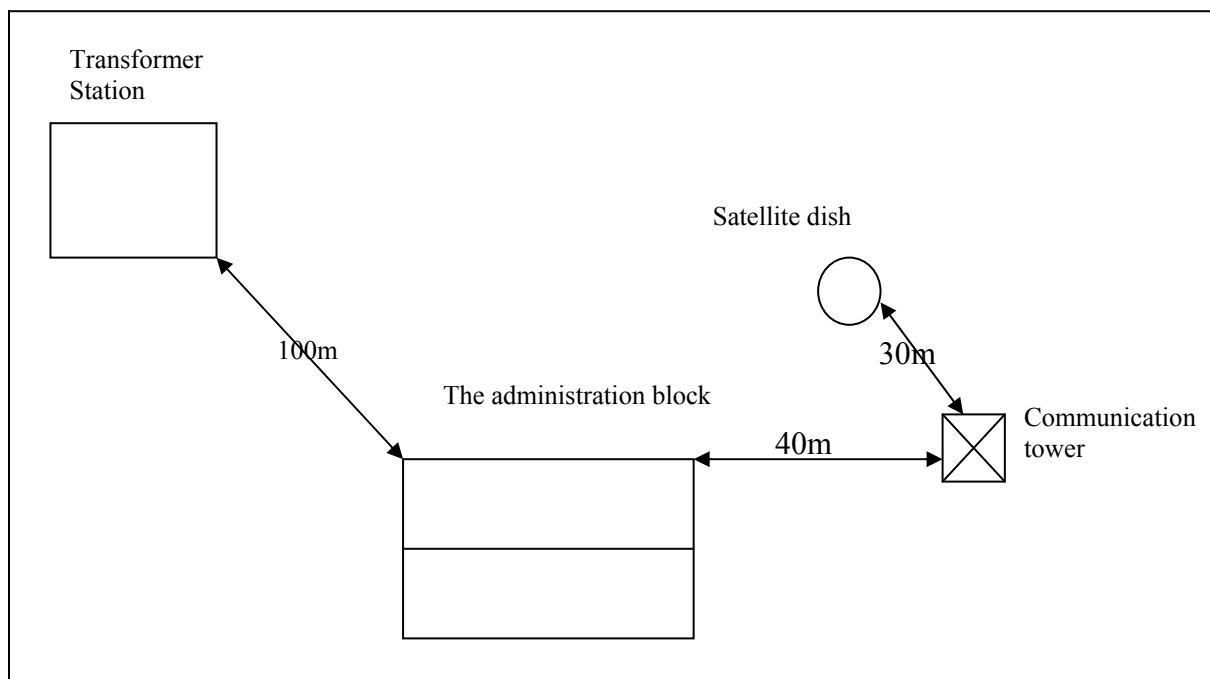 Transformer
Station
Satellite dish
100m
30m
The administration block
40m
Communication
tower